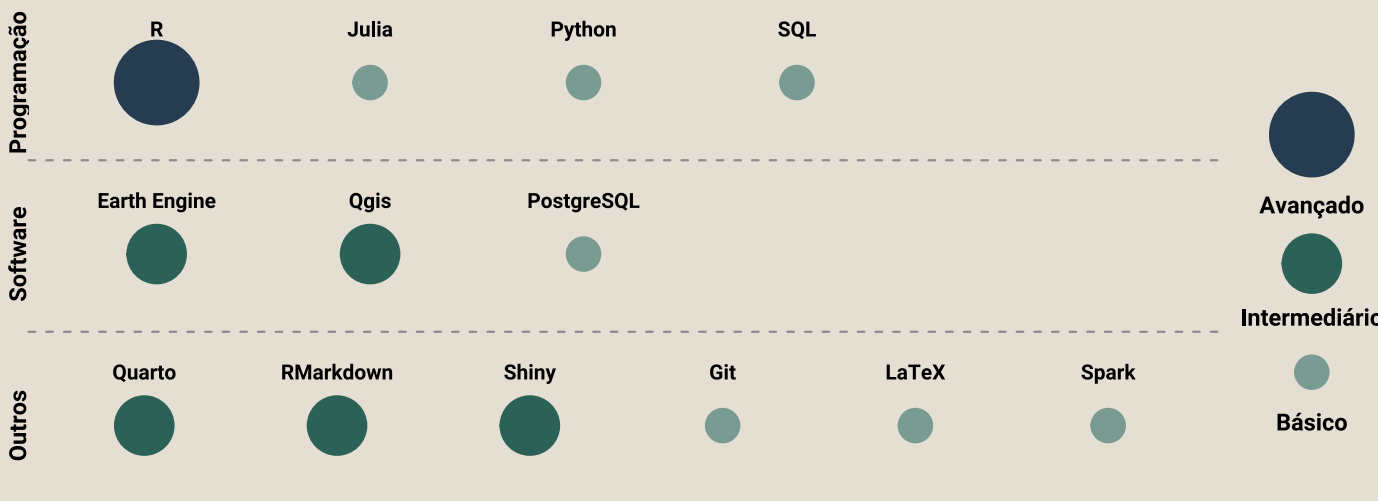 Programação
R
Julia
Python
SQL
Software
Earth Engine
Qgis
PostgreSQL
Outros
Quarto
RMarkdown
Shiny
Git
LaTeX
Spark
Avançado
Intermediário
Básico